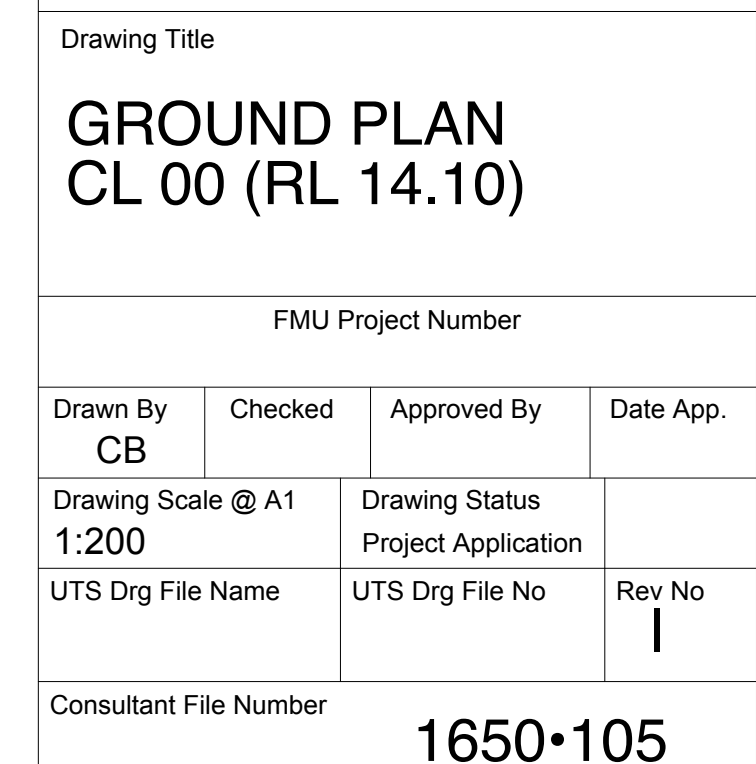 Drawing Title
GROUND PLAN
CL 00 (RL 14.10)
FMU Project Number
Drawn By Checked Approved By Date App.
CB
Drawing Scale @ A1 Drawing Status
1:200 Project Application
UTS Drg File Name UTS Drg File No Rev No
I
Consultant File Number
1650•105